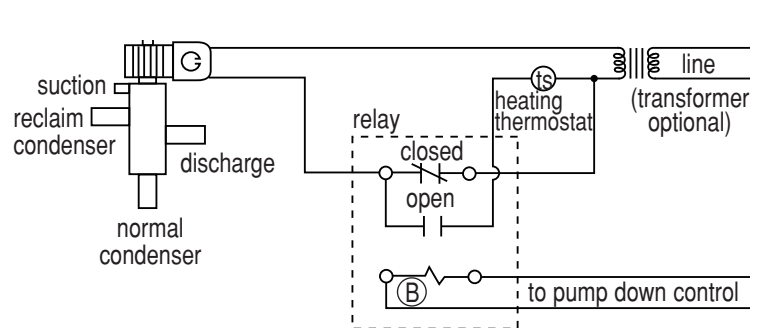 suction
reclaim
condenser
discharge
normal
condenser
ts
heating
thermostat
line
(transformer
optional)
relay
closed
open
B
to pump down control